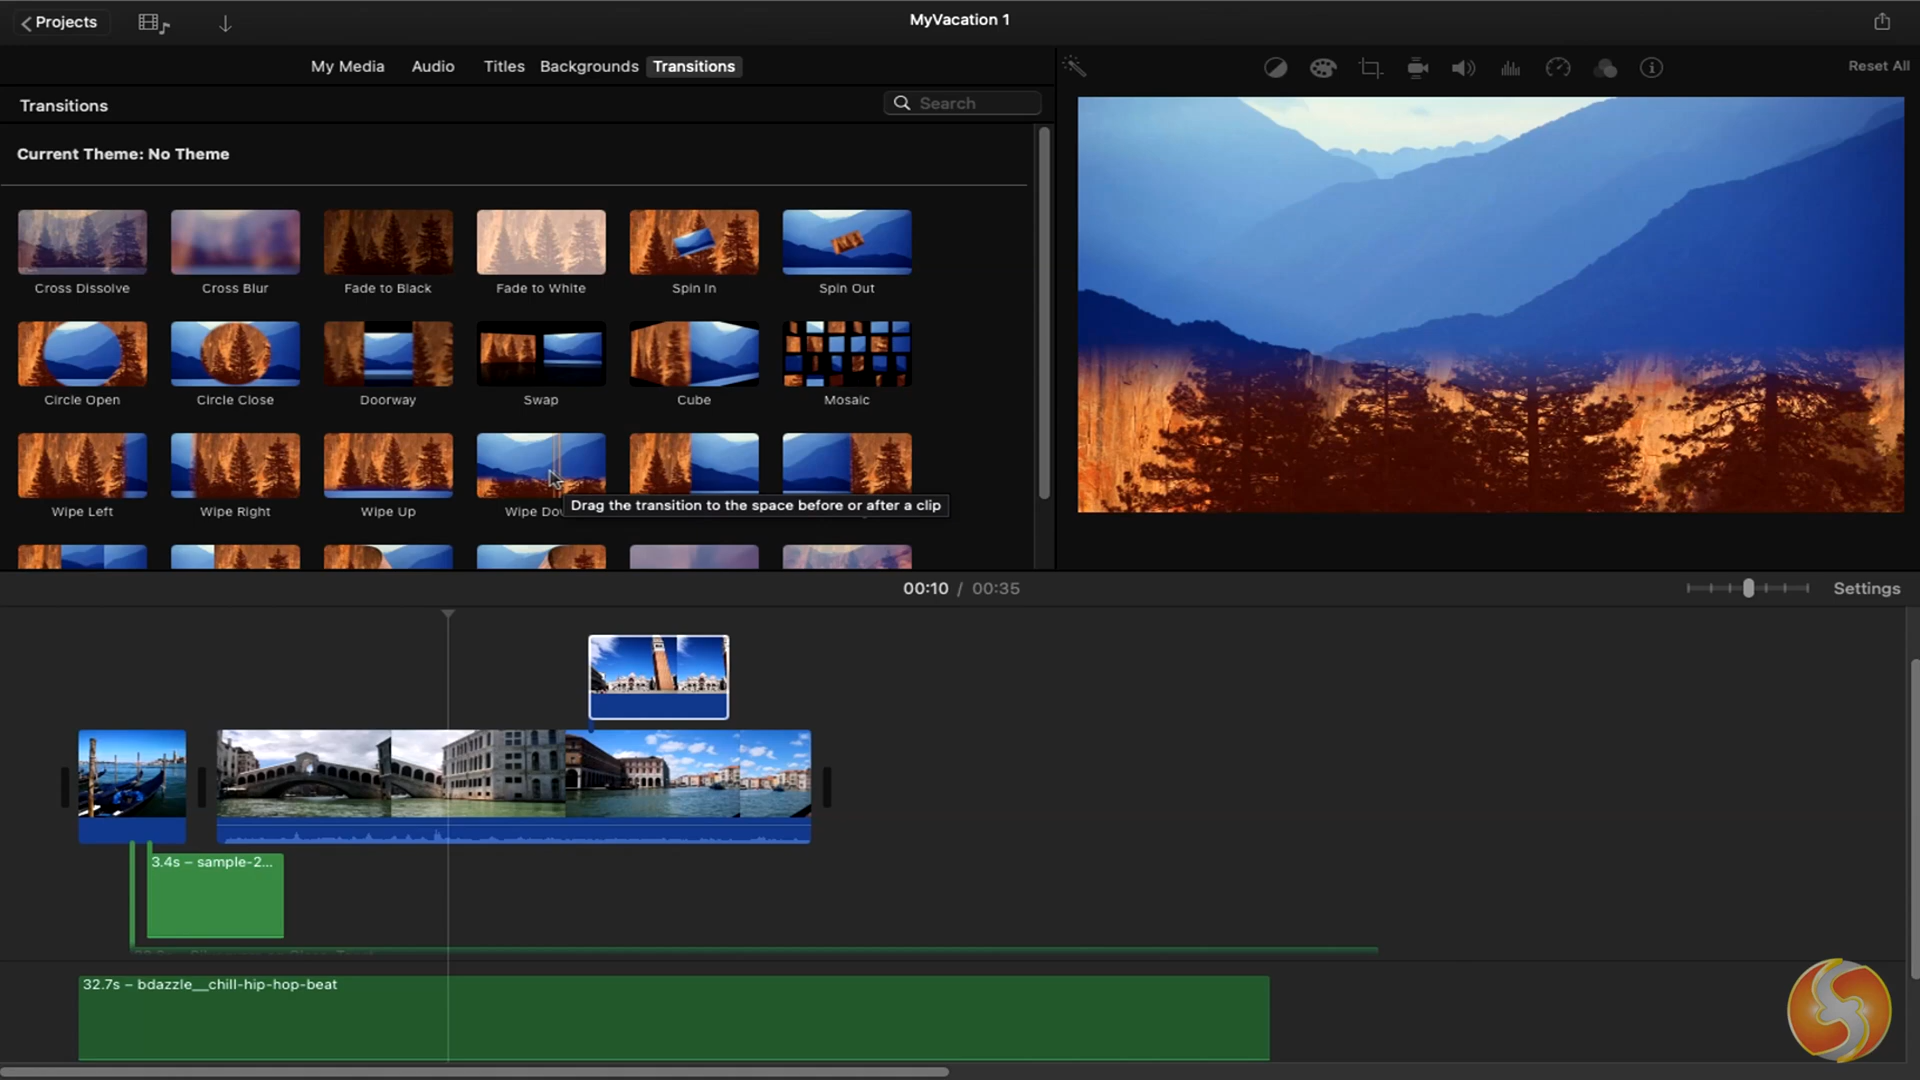 Projects
MyVacation 1
My Media
Audio
Titles
Backgrounds
Transitions
Reset All
Transitions
Search
Current Theme: No Theme
Cross Dissolve
Cross Blur
Fade to Black
Fade to White
Spin In
Spin Out
Circle Open
Circle Close
Doorway
Swap
Cube
Mosaic
Wipe Left
Wipe Right
Wipe Up
Wipe Do
Drag the transition to the space before or after a clip
00:10 / 00:35
Settings
3.4s – sample-2...
32.7s – bdazzle__chill-hip-hop-beat